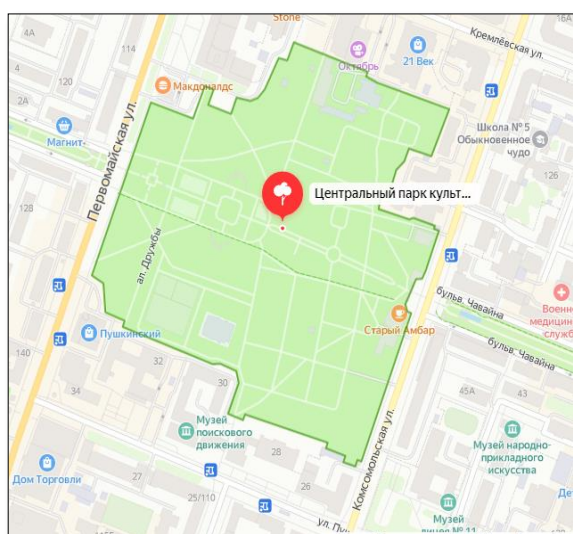 Stone
16А
4А
114
Кремлёвская ул.
Октябрь
21 Век
4
120
Макдоналдс
Школа № 5
Обыкновенное
чудо
Магнит-
Первомайская ул.
Центральный парк культ...
126
128
ал. Дружбы
бульв. Чавайна
Военно
медицин
служб
Старый Амбар
Пушкинский
бульв. Чавайна
140
32
30
34
45А
43
Музей
поискового
движения
Комсомольская ул.
Музей народно-
прикладного
искусства
28
Дом Торговли
27
26
25/110
Де
ул. Пу
Музей
лицея № 11